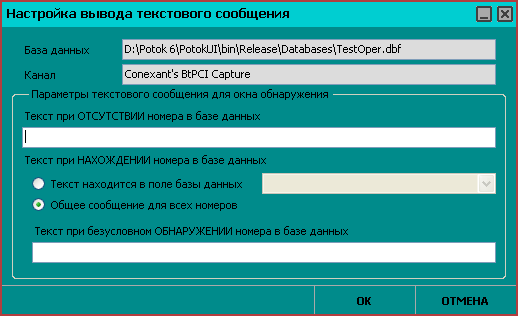 Настройка вывода текстового сообщения
База данных D:\Potok 6\PotokUI\bin\Release\Databases\TestOper.dbf
Канал Conexant's BtPCI Capture
Параметры текстового сообщения для окна обнаружения
Текст при ОТСУТСТВИИ номера в базе данных
Текст при НАХОЖДЕНИИ номера в базе данных
Текст находится в поле базы данных
Общее сообщение для всех номеров
Текст при безусловном ОБНАРУЖЕНИИ номера в базе данных
ОК ОТМЕНА